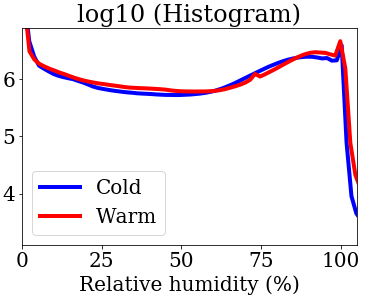 log10 (Histogram)
6
5
4
Cold
Warm
0 25 50 75 100
Relative humidity (%)